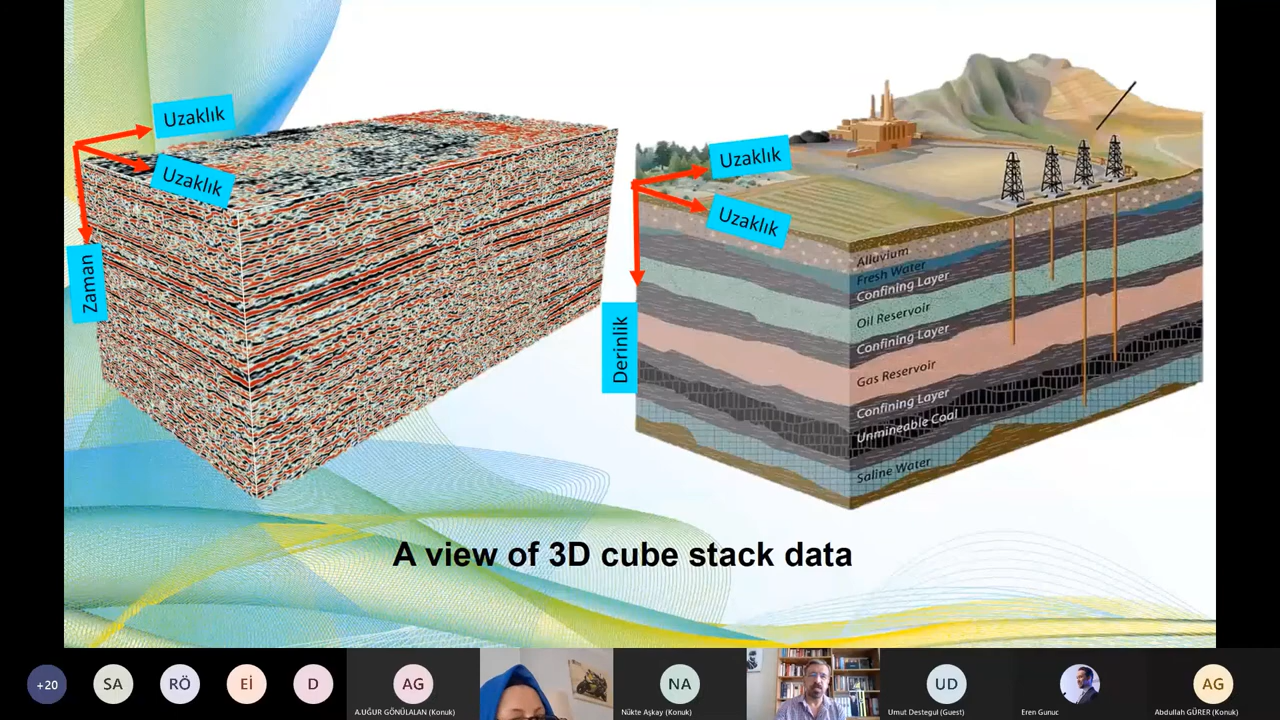 Uzaklık
Uzaklık
Zaman
Uzaklık
Uzaklık
Derinlik
Alluvium
Fresh Water
Confining Layer
Oil Reservoir
Confining Layer
Gas Reservoir
Confining Layer
Unmineable Coal
Saline Water
A view of 3D cube stack data
+20
SA
RÖ
Eİ
D
AG
A.UĞUR GÖNÜLALAN (Konuk)
NA
Nükte Aşkay (Konuk)
UD
Umut Destegul (Guest)
Eren Gunuc
AG
Abdullah GÜRER (Konuk)